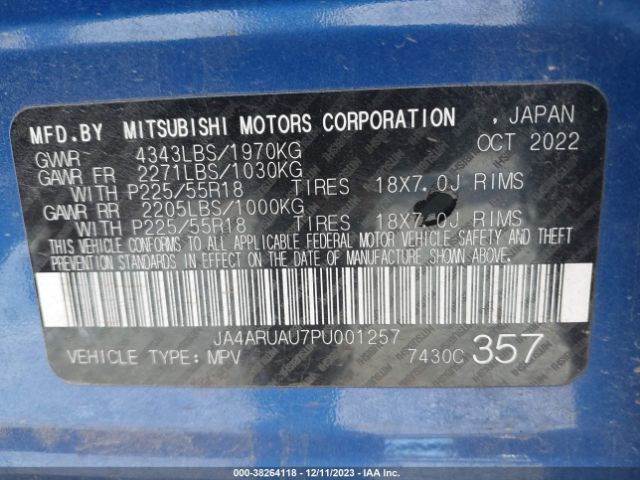 MFD.BY MITSUBISHI MOTORS CORPORATION , JAPAN
GVWR 4343LBS/1970KG OCT 2022
GAWR FR 2271LBS/1030KG
WITH P225/55R18 TIRES 18X7.0J RIMS
GAWR RR 2205LBS/1000KG
WITH P225/55R18 TIRES 18X7.0J RIMS
THIS VEHICLE CONFORMS TO ALL APPLICABLE FEDERAL MOTOR VEHICLE SAFETY AND THEFT
PREVENTION STANDARDS IN EFFECT ON THE DATE OF MANUFACTURE SHOWN ABOVE.
JA4ARUAU7PU001257
VEHICLE TYPE: MPV 7430C 357
000-38264118 - 12/11/2023 - IAA Inc.